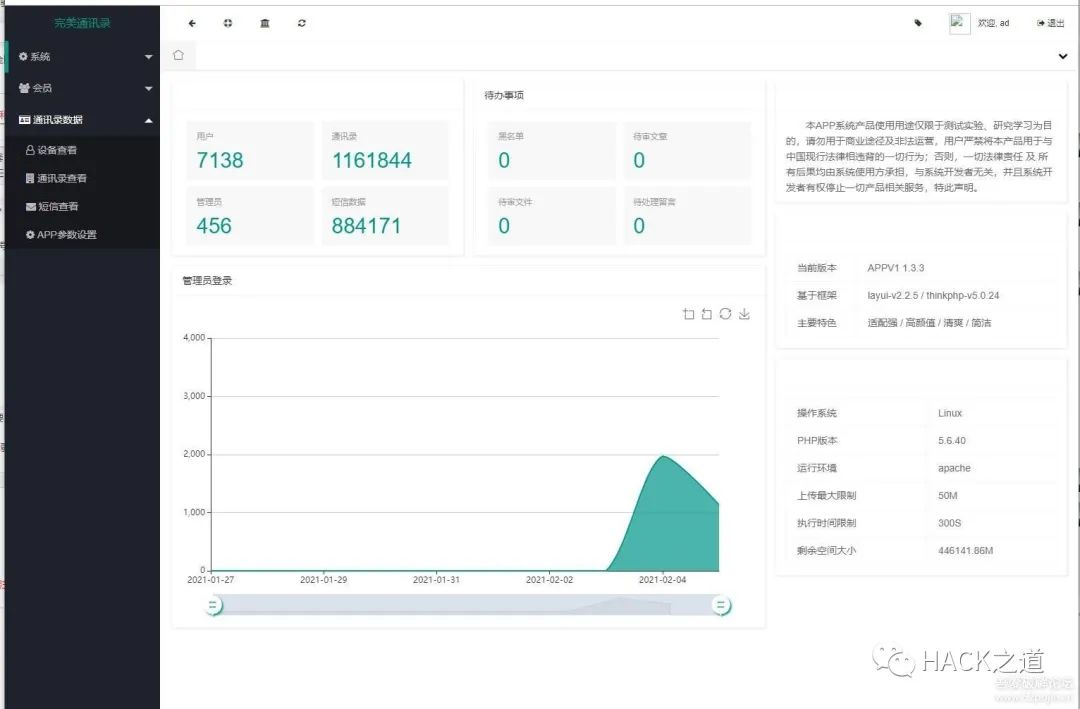 完美通讯录
欢迎, ad
退出
系统
会员
通讯录数据
设备查看
通讯录查看
短信查看
APP参数设置
用户
7138
通讯录
1161844
管理员
456
短信数据
884171
待办事项
黑名单
0
待审文章
0
待审文件
0
待处理留言
0
本APP系统产品使用用途仅限于测试实验、研究学习为目
的，请勿用于商业途径及非法运营，用户严禁将本产品用于与
中国现行法律相违背的一切行为；否则，一切法律责任 及 所
有后果均由系统使用方承担，与系统开发者无关，并且系统开
发者有权停止一切产品相关服务，特此声明。
管理员登录
4,000
3,000
2,000
1,000
0
2021-01-27
2021-01-29
2021-01-31
2021-02-02
2021-02-04
当前版本 APPV1 1.3.3
基于框架 layui-v2.2.5 / thinkphp-v5.0.24
主要特色 适配强 / 高颜值 / 清爽 / 简洁
操作系统 Linux
PHP版本 5.6.40
运行环境 apache
上传最大限制 50M
执行时间限制 300S
剩余空间大小 446141.86M
HACK之道
吾爱破解论坛
www.52pojie.cn